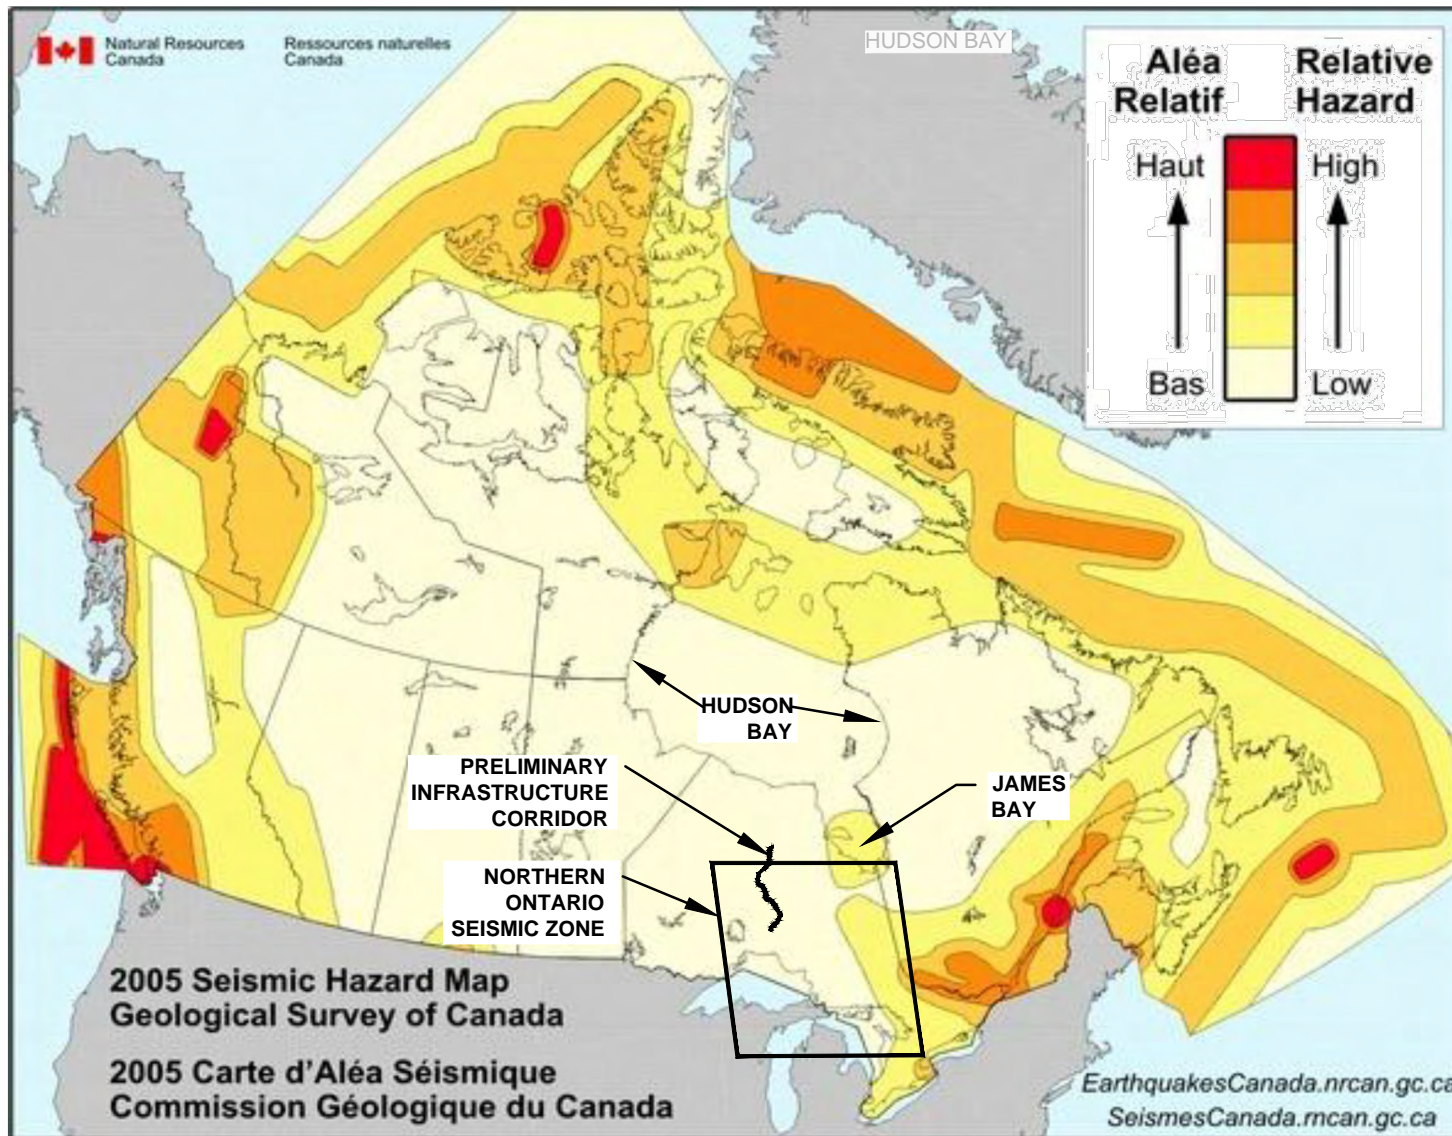 Natural Resources
Canada
Ressources naturelles
Canada
HUDSON BAY
Aléa
Relatif
Relative
Hazard
Haut
High
Bas
Low
HUDSON
BAY
PRELIMINARY
INFRASTRUCTURE
CORRIDOR
JAMES
BAY
NORTHERN
ONTARIO
SEISMIC ZONE
2005 Seismic Hazard Map
Geological Survey of Canada
2005 Carte d'Aléa Séismique
Commission Géologique du Canada
EarthquakesCanada.nrcan.gc.ca
SeismesCanada.rncan.gc.ca